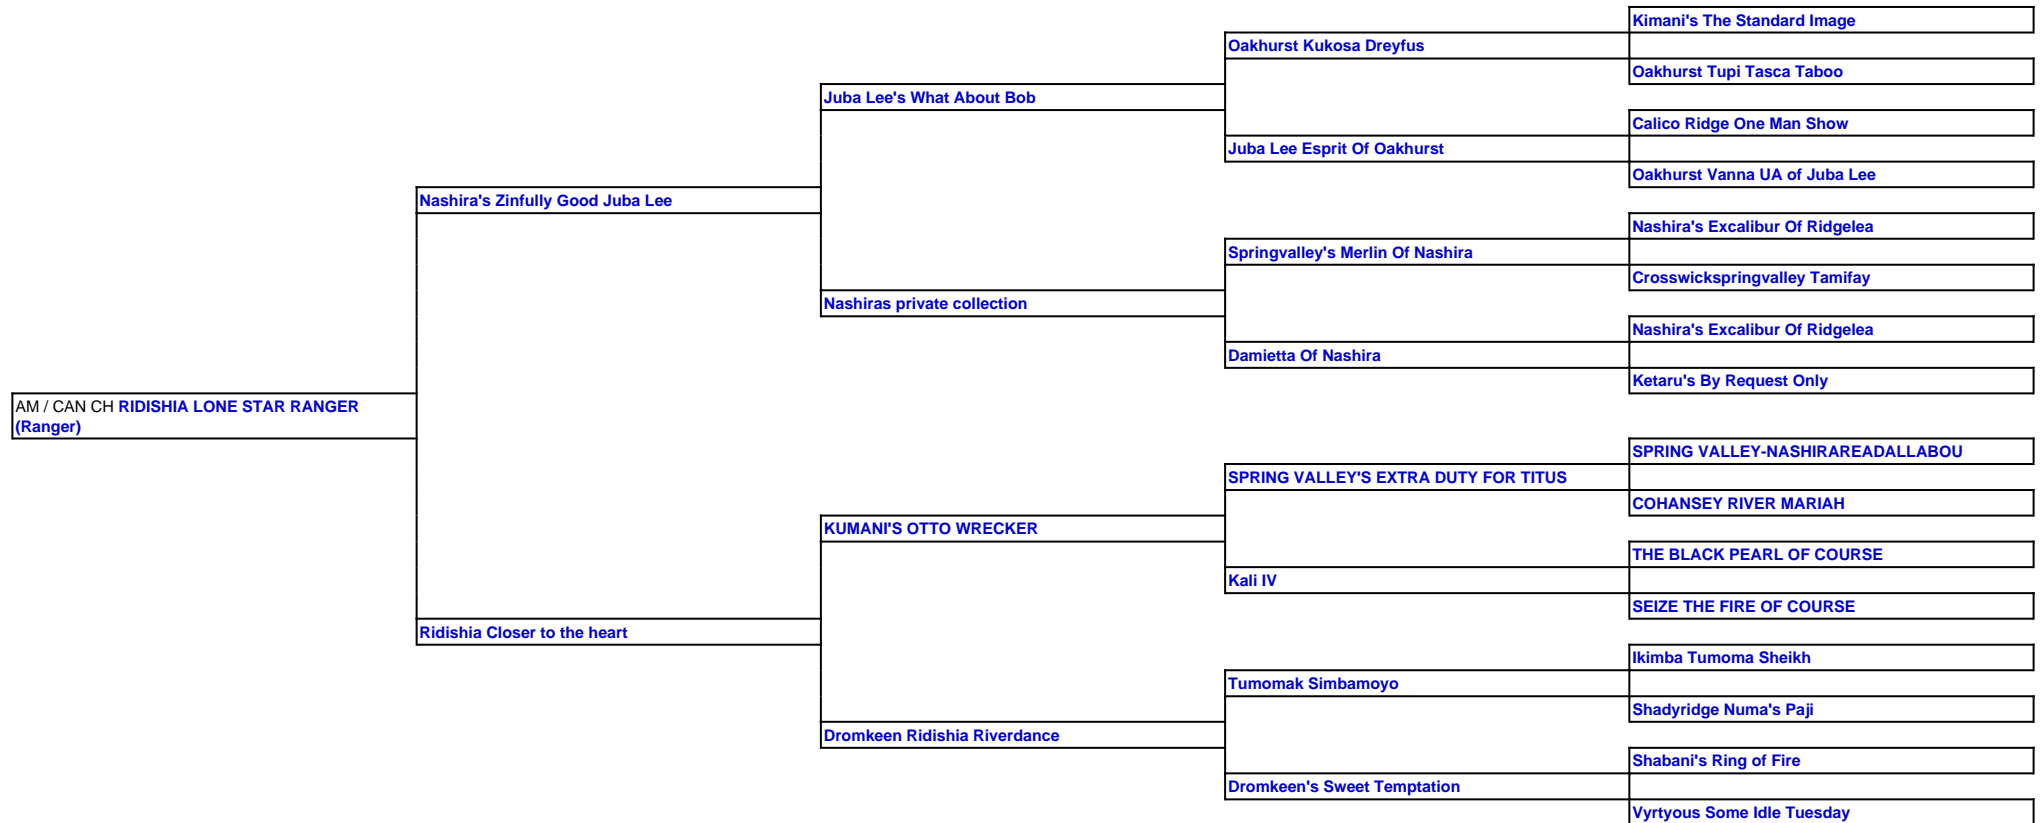 Kimani's The Standard Image
Oakhurst Kukosa Dreyfus
Oakhurst Tupi Tasca Taboo
Juba Lee's What About Bob
Calico Ridge One Man Show
Juba Lee Esprit Of Oakhurst
Oakhurst Vanna UA of Juba Lee
Nashira's Zinfully Good Juba Lee
Nashira's Excalibur Of Ridgelea
Springvalley's Merlin Of Nashira
Crosswickspringvalley Tamifay
Nashiras private collection
Nashira's Excalibur Of Ridgelea
Damietta Of Nashira
Ketaru's By Request Only
AM / CAN CH RIDISHIA LONE STAR RANGER
(Ranger)
SPRING VALLEY-NASHIRAREADALLABOU
SPRING VALLEY'S EXTRA DUTY FOR TITUS
COHANSEY RIVER MARIAH
KUMANI'S OTTO WRECKER
THE BLACK PEARL OF COURSE
Kali IV
SEIZE THE FIRE OF COURSE
Ridishia Closer to the heart
Ikimba Tumoma Sheikh
Tumomak Simbamoyo
Shadyridge Numa's Paji
Dromkeen Ridishia Riverdance
Shabani's Ring of Fire
Dromkeen's Sweet Temptation
Vyrtyous Some Idle Tuesday